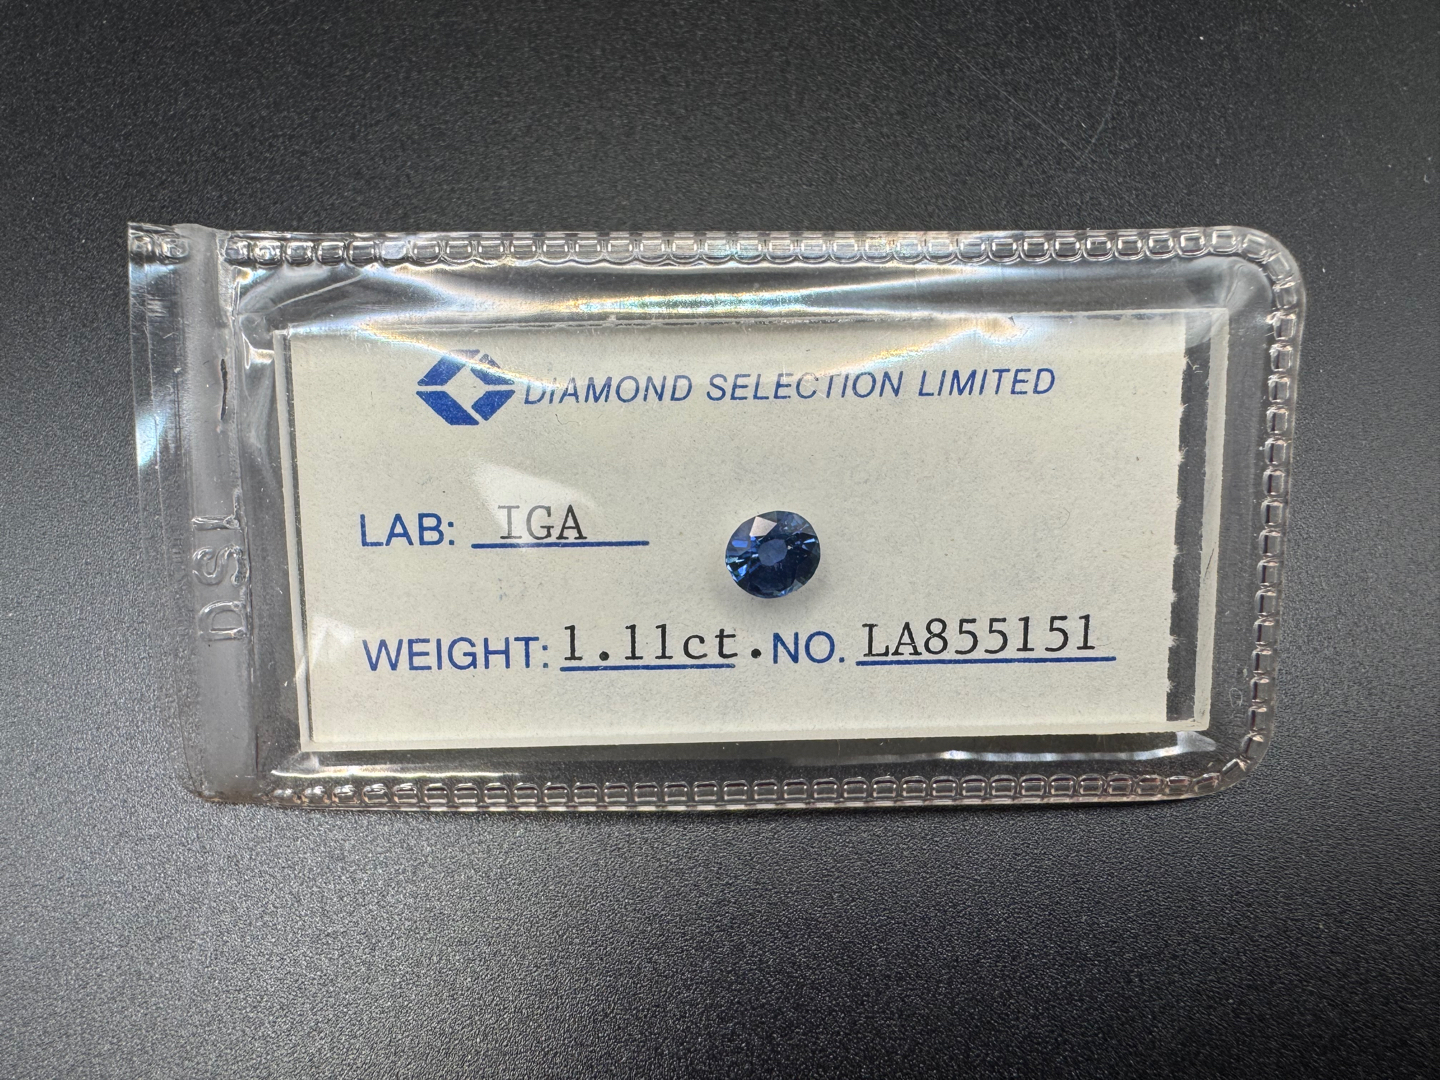 DIAMOND SELECTION LIMITED
LAB: IGA
WEIGHT: 1.11ct. NO. LA855151
DSL